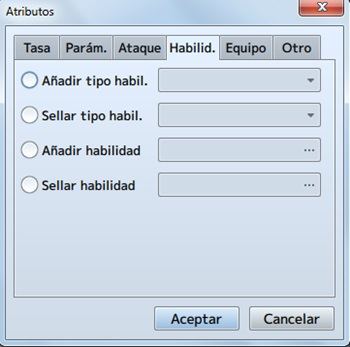 Atributos
Tasa Parám. Ataque Habilid. Equipo Otro
Añadir tipo habil.
Sellar tipo habil.
Añadir habilidad ...
Sellar habilidad ...
Aceptar Cancelar